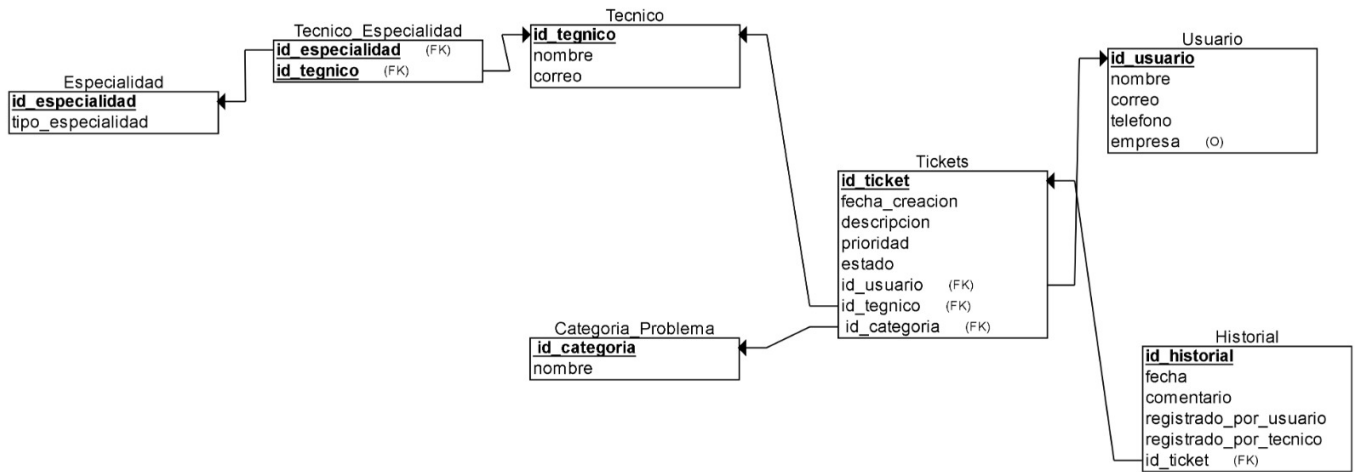 Especialidad
id_especialidad
tipo_especialidad
Tecnico_Especialidad
id_especialidad (FK)
id_tegnico (FK)
Tecnico
id_tegnico
nombre
correo
Usuario
id_usuario
nombre
correo
telefono
empresa (O)
Tickets
id_ticket
fecha_creacion
descripcion
prioridad
estado
id_usuario (FK)
id_tegnico (FK)
id_categoria (FK)
Categoria_Problema
id_categoria
nombre
Historial
id_historial
fecha
comentario
registrado_por_usuario
registrado_por_tecnico
id_ticket (FK)